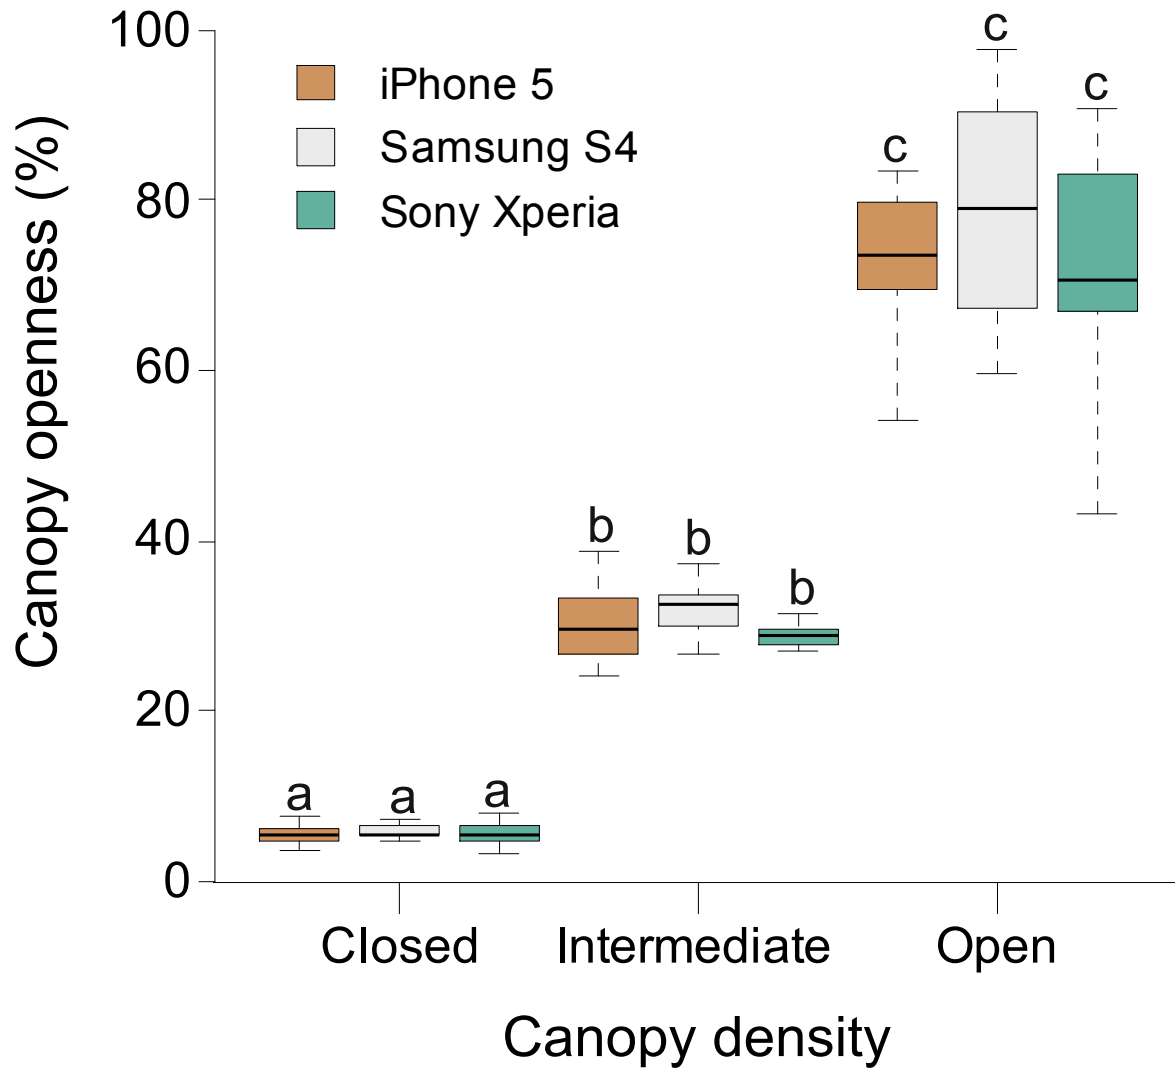 100
80
60
40
20
0
Canopy openness (%)
iPhone 5
Samsung S4
Sony Xperia
a
a
a
b
b
b
c
c
c
Closed
Intermediate
Open
Canopy density